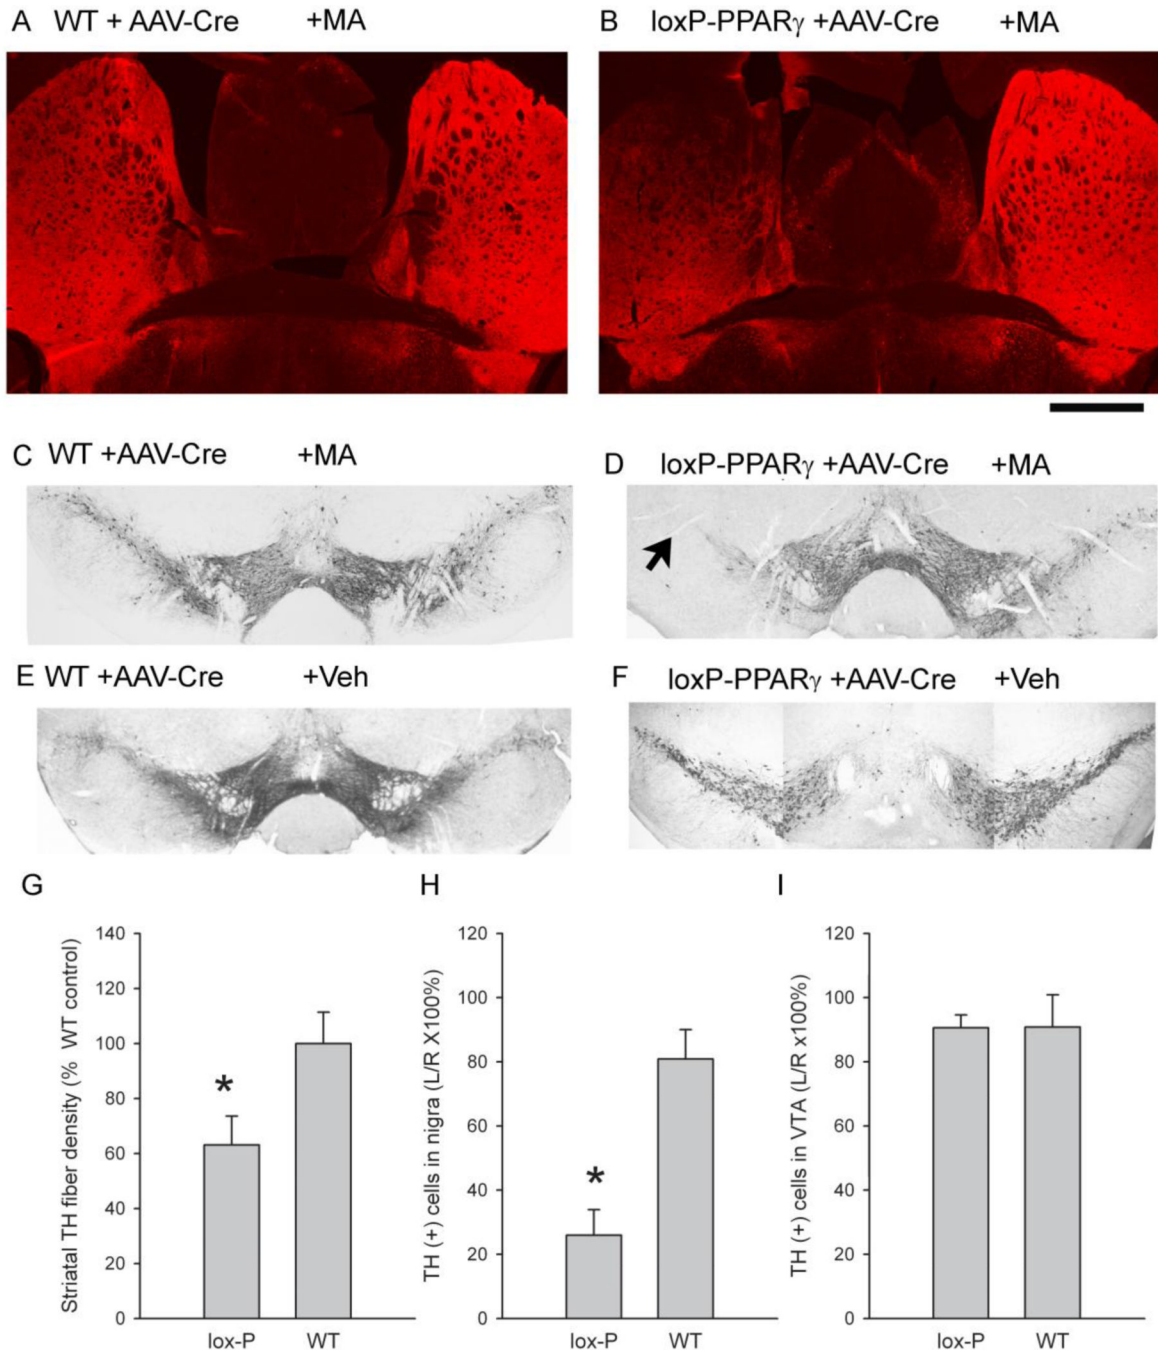 A WT + AAV-Cre +MA
B loxP-PPARγ +AAV-Cre +MA
C WT +AAV-Cre +MA
D loxP-PPARγ +AAV-Cre +MA
E WT +AAV-Cre +Veh
F loxP-PPARγ +AAV-Cre +Veh
G
Striatal TH fiber density (% WT control)
140
120
100
80
60
40
20
0
*
lox-P WT
H
TH (+) cells in nigra (L/R X100%)
120
100
80
60
40
20
0
*
lox-P WT
I
TH (+) cells in VTA (L/R x100%)
120
100
80
60
40
20
0
lox-P WT